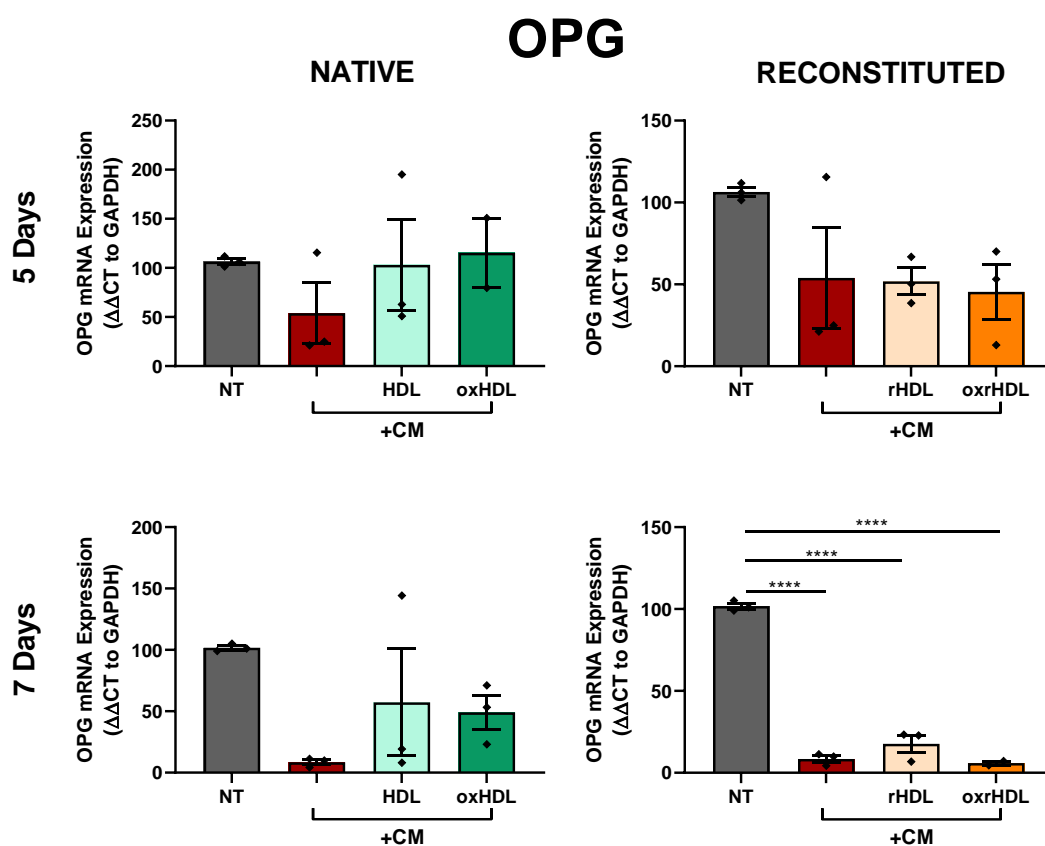 OPG
NATIVE
RECONSTITUTED
5 Days
OPG mRNA Expression
(ΔΔCT to GAPDH)
250
200
150
100
50
0
NT
HDL
oxHDL
+CM
OPG mRNA Expression
(ΔΔCT to GAPDH)
150
100
50
0
NT
rHDL
oxrHDL
+CM
7 Days
OPG mRNA Expression
(ΔΔCT to GAPDH)
200
150
100
50
0
NT
HDL
oxHDL
+CM
OPG mRNA Expression
(ΔΔCT to GAPDH)
150
100
50
0
****
****
****
NT
rHDL
oxrHDL
+CM